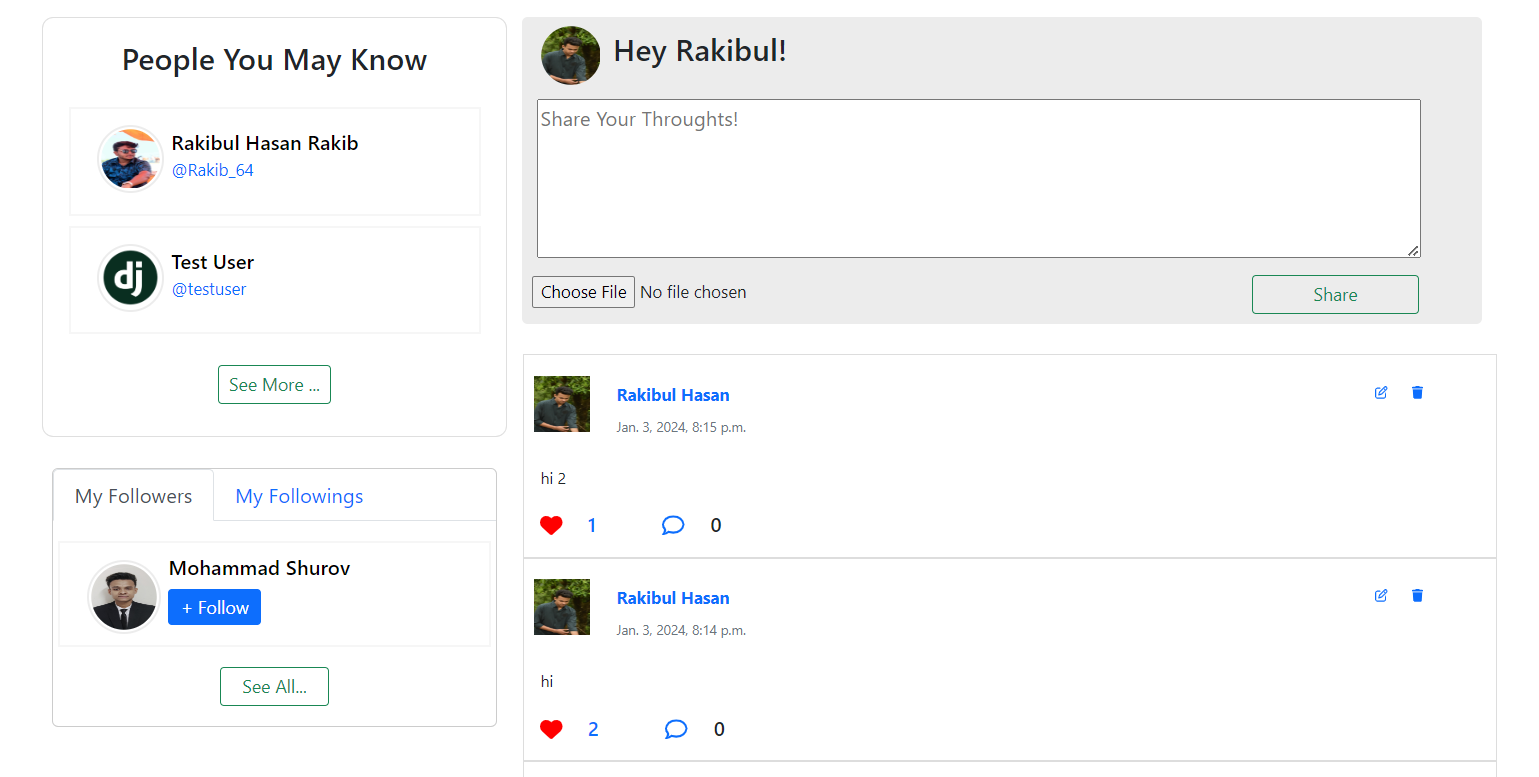 People You May Know
Rakibul Hasan Rakib
@Rakib_64
dj
Test User
@testuser
See More ...
My Followers
My Followings
Mohammad Shurov
+ Follow
See All...
Hey Rakibul!
Share Your Throughts!
Choose File No file chosen
Share
Rakibul Hasan
Jan. 3, 2024, 8:15 p.m.
hi 2
1 0
Rakibul Hasan
Jan. 3, 2024, 8:14 p.m.
hi
2 0